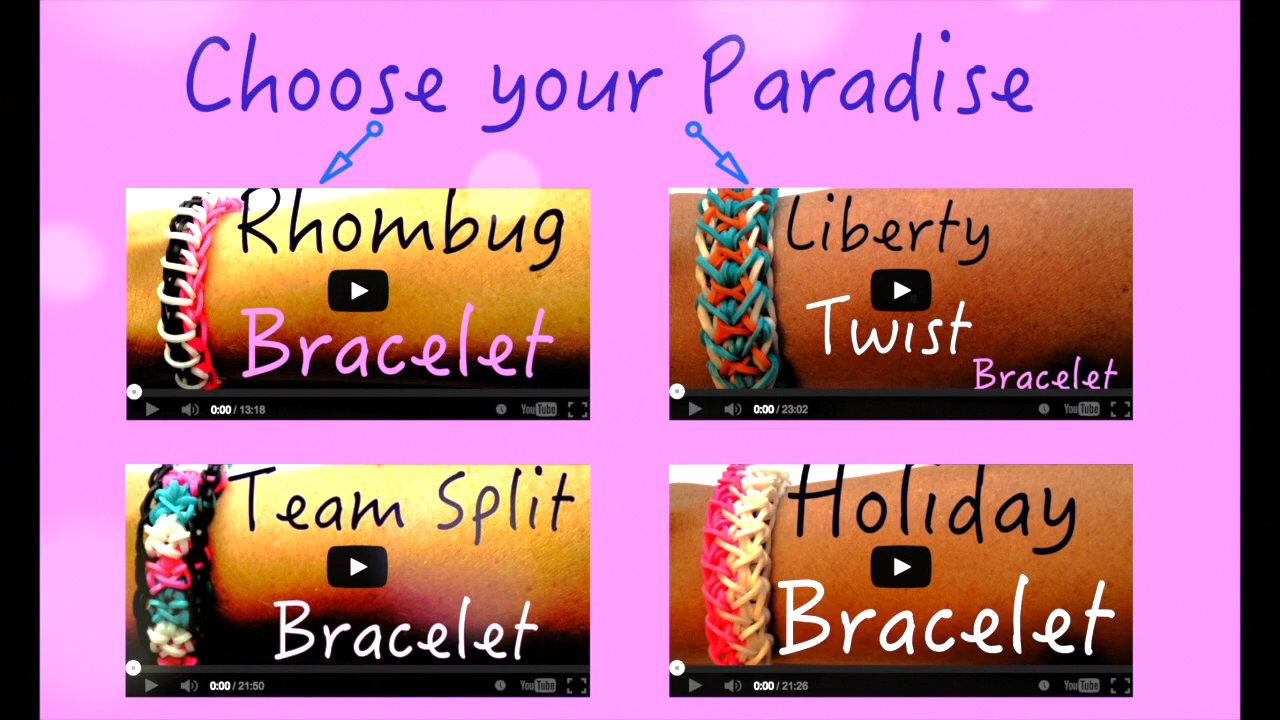 Choose your Paradise
Rhombug
Bracelet
0:00 / 13:18
YouTube
Liberty
Twist
Bracelet
0:00 / 23:02
YouTube
Team Split
Bracelet
0:00 / 21:50
YouTube
Holiday
Bracelet
0:00 / 21:26
YouTube